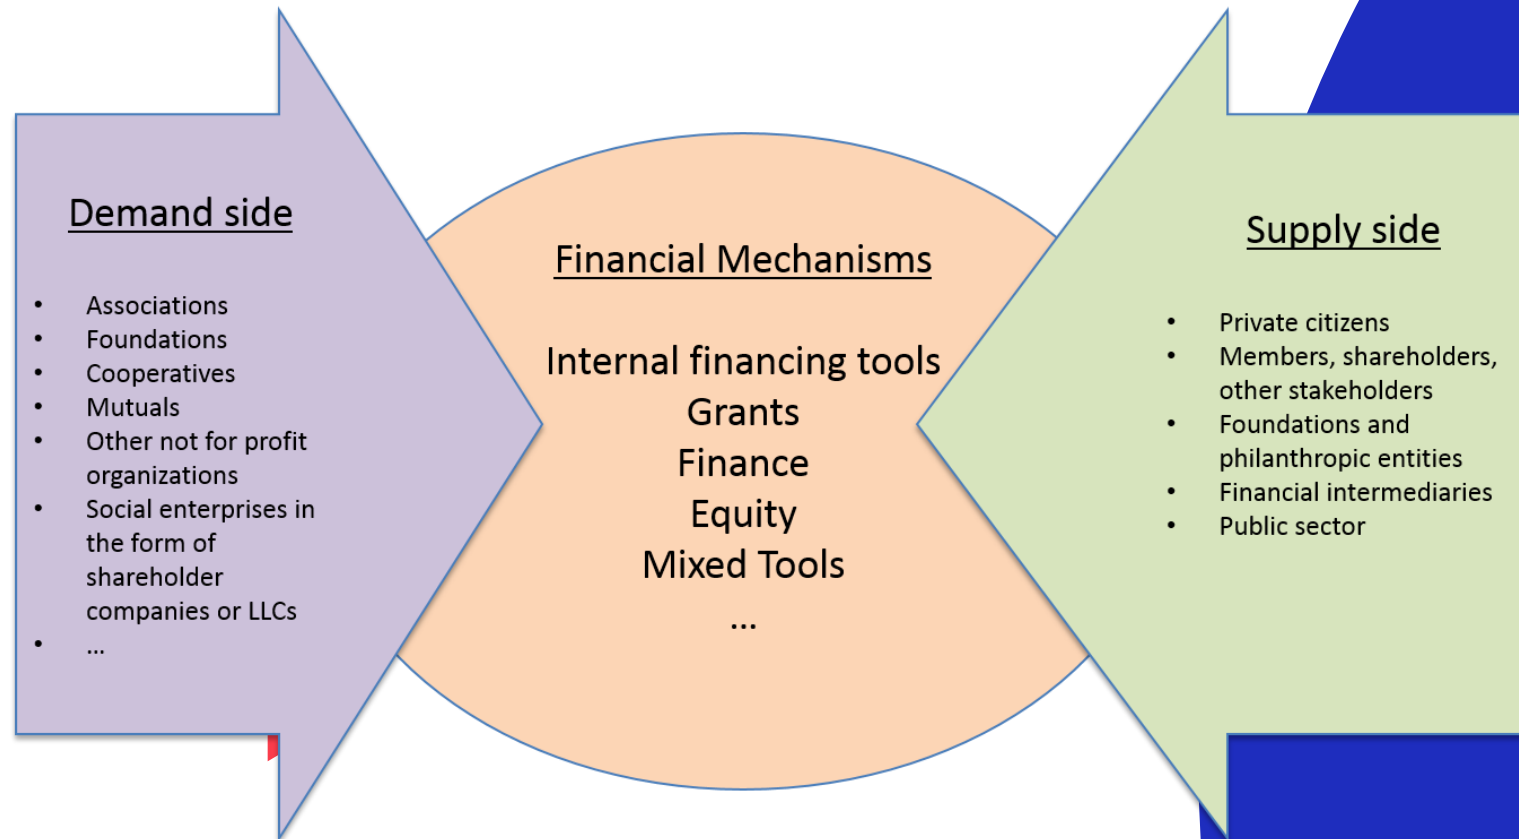 Demand side
• Associations
• Foundations
• Cooperatives
• Mutuals
• Other not for profit
organizations
• Social enterprises in
the form of
shareholder
companies or LLCs
• ...
Financial Mechanisms
Internal financing tools
Grants
Finance
Equity
Mixed Tools
...
Supply side
• Private citizens
• Members, shareholders,
other stakeholders
• Foundations and
philanthropic entities
• Financial intermediaries
• Public sector